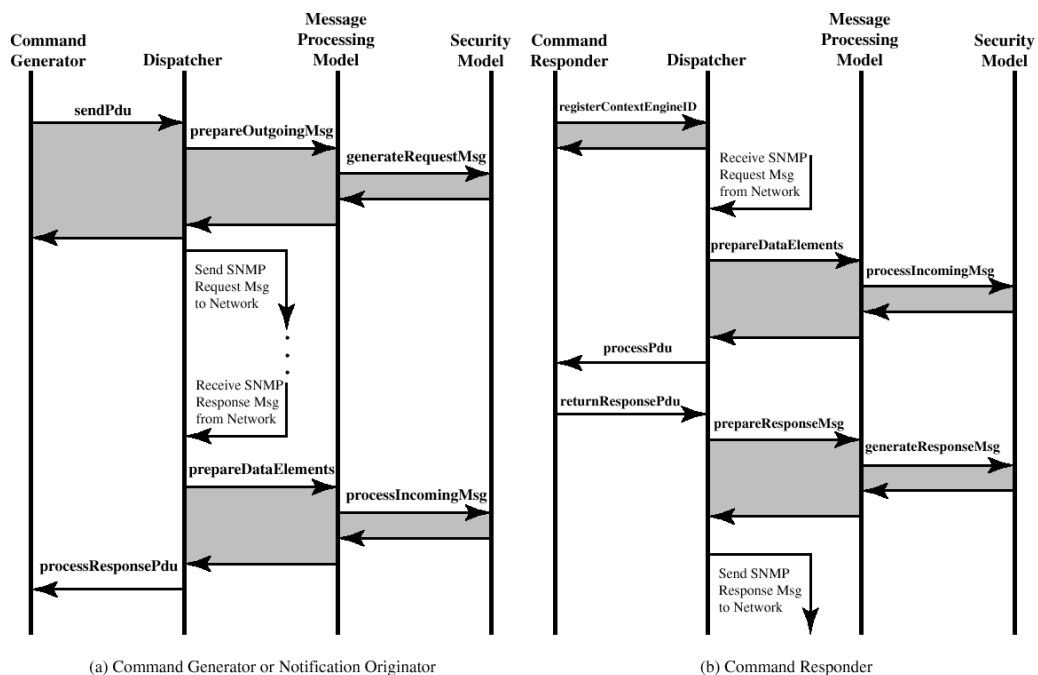 Command
Generator
Dispatcher
Message
Processing
Model
Security
Model
sendPdu
prepareOutgoingMsg
generateRequestMsg
Send SNMP
Request Msg
to Network
Receive SNMP
Response Msg
from Network
prepareDataElements
processIncomingMsg
processResponsePdu
(a) Command Generator or Notification Originator
Command
Responder
Dispatcher
Message
Processing
Model
Security
Model
registerContextEngineID
Receive SNMP
Request Msg
from Network
prepareDataElements
processIncomingMsg
processPdu
returnResponsePdu
prepareResponseMsg
generateResponseMsg
Send SNMP
Response Msg
to Network
(b) Command Responder